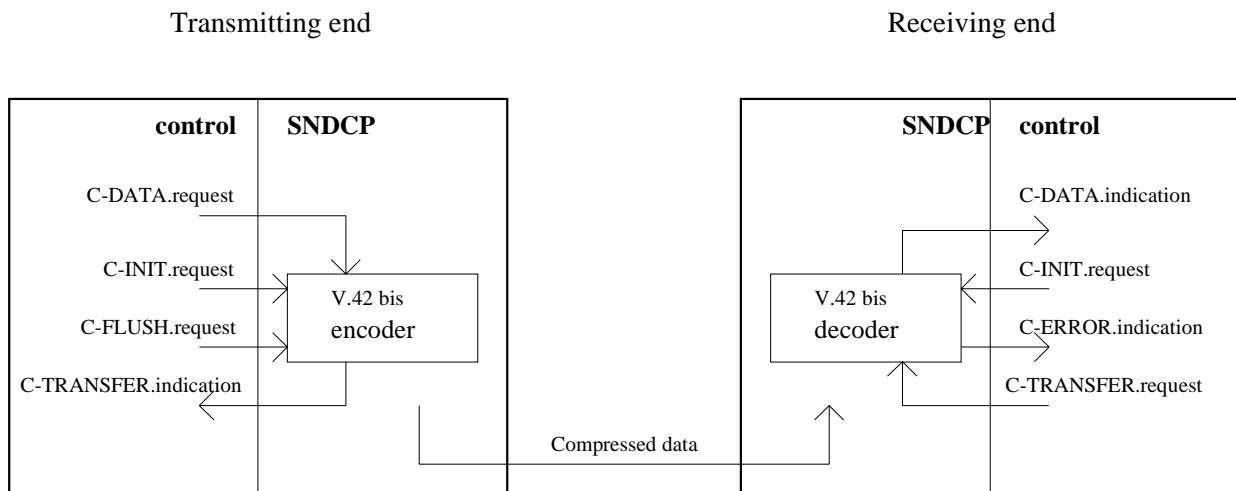 Transmitting end
Receiving end
control
SNDCP
SNDCP
control
C-DATA.request
C-INIT.request
C-FLUSH.request
C-TRANSFER.indication
V.42 bis
encoder
V.42 bis
decoder
C-DATA.indication
C-INIT.request
C-ERROR.indication
C-TRANSFER.request
Compressed data